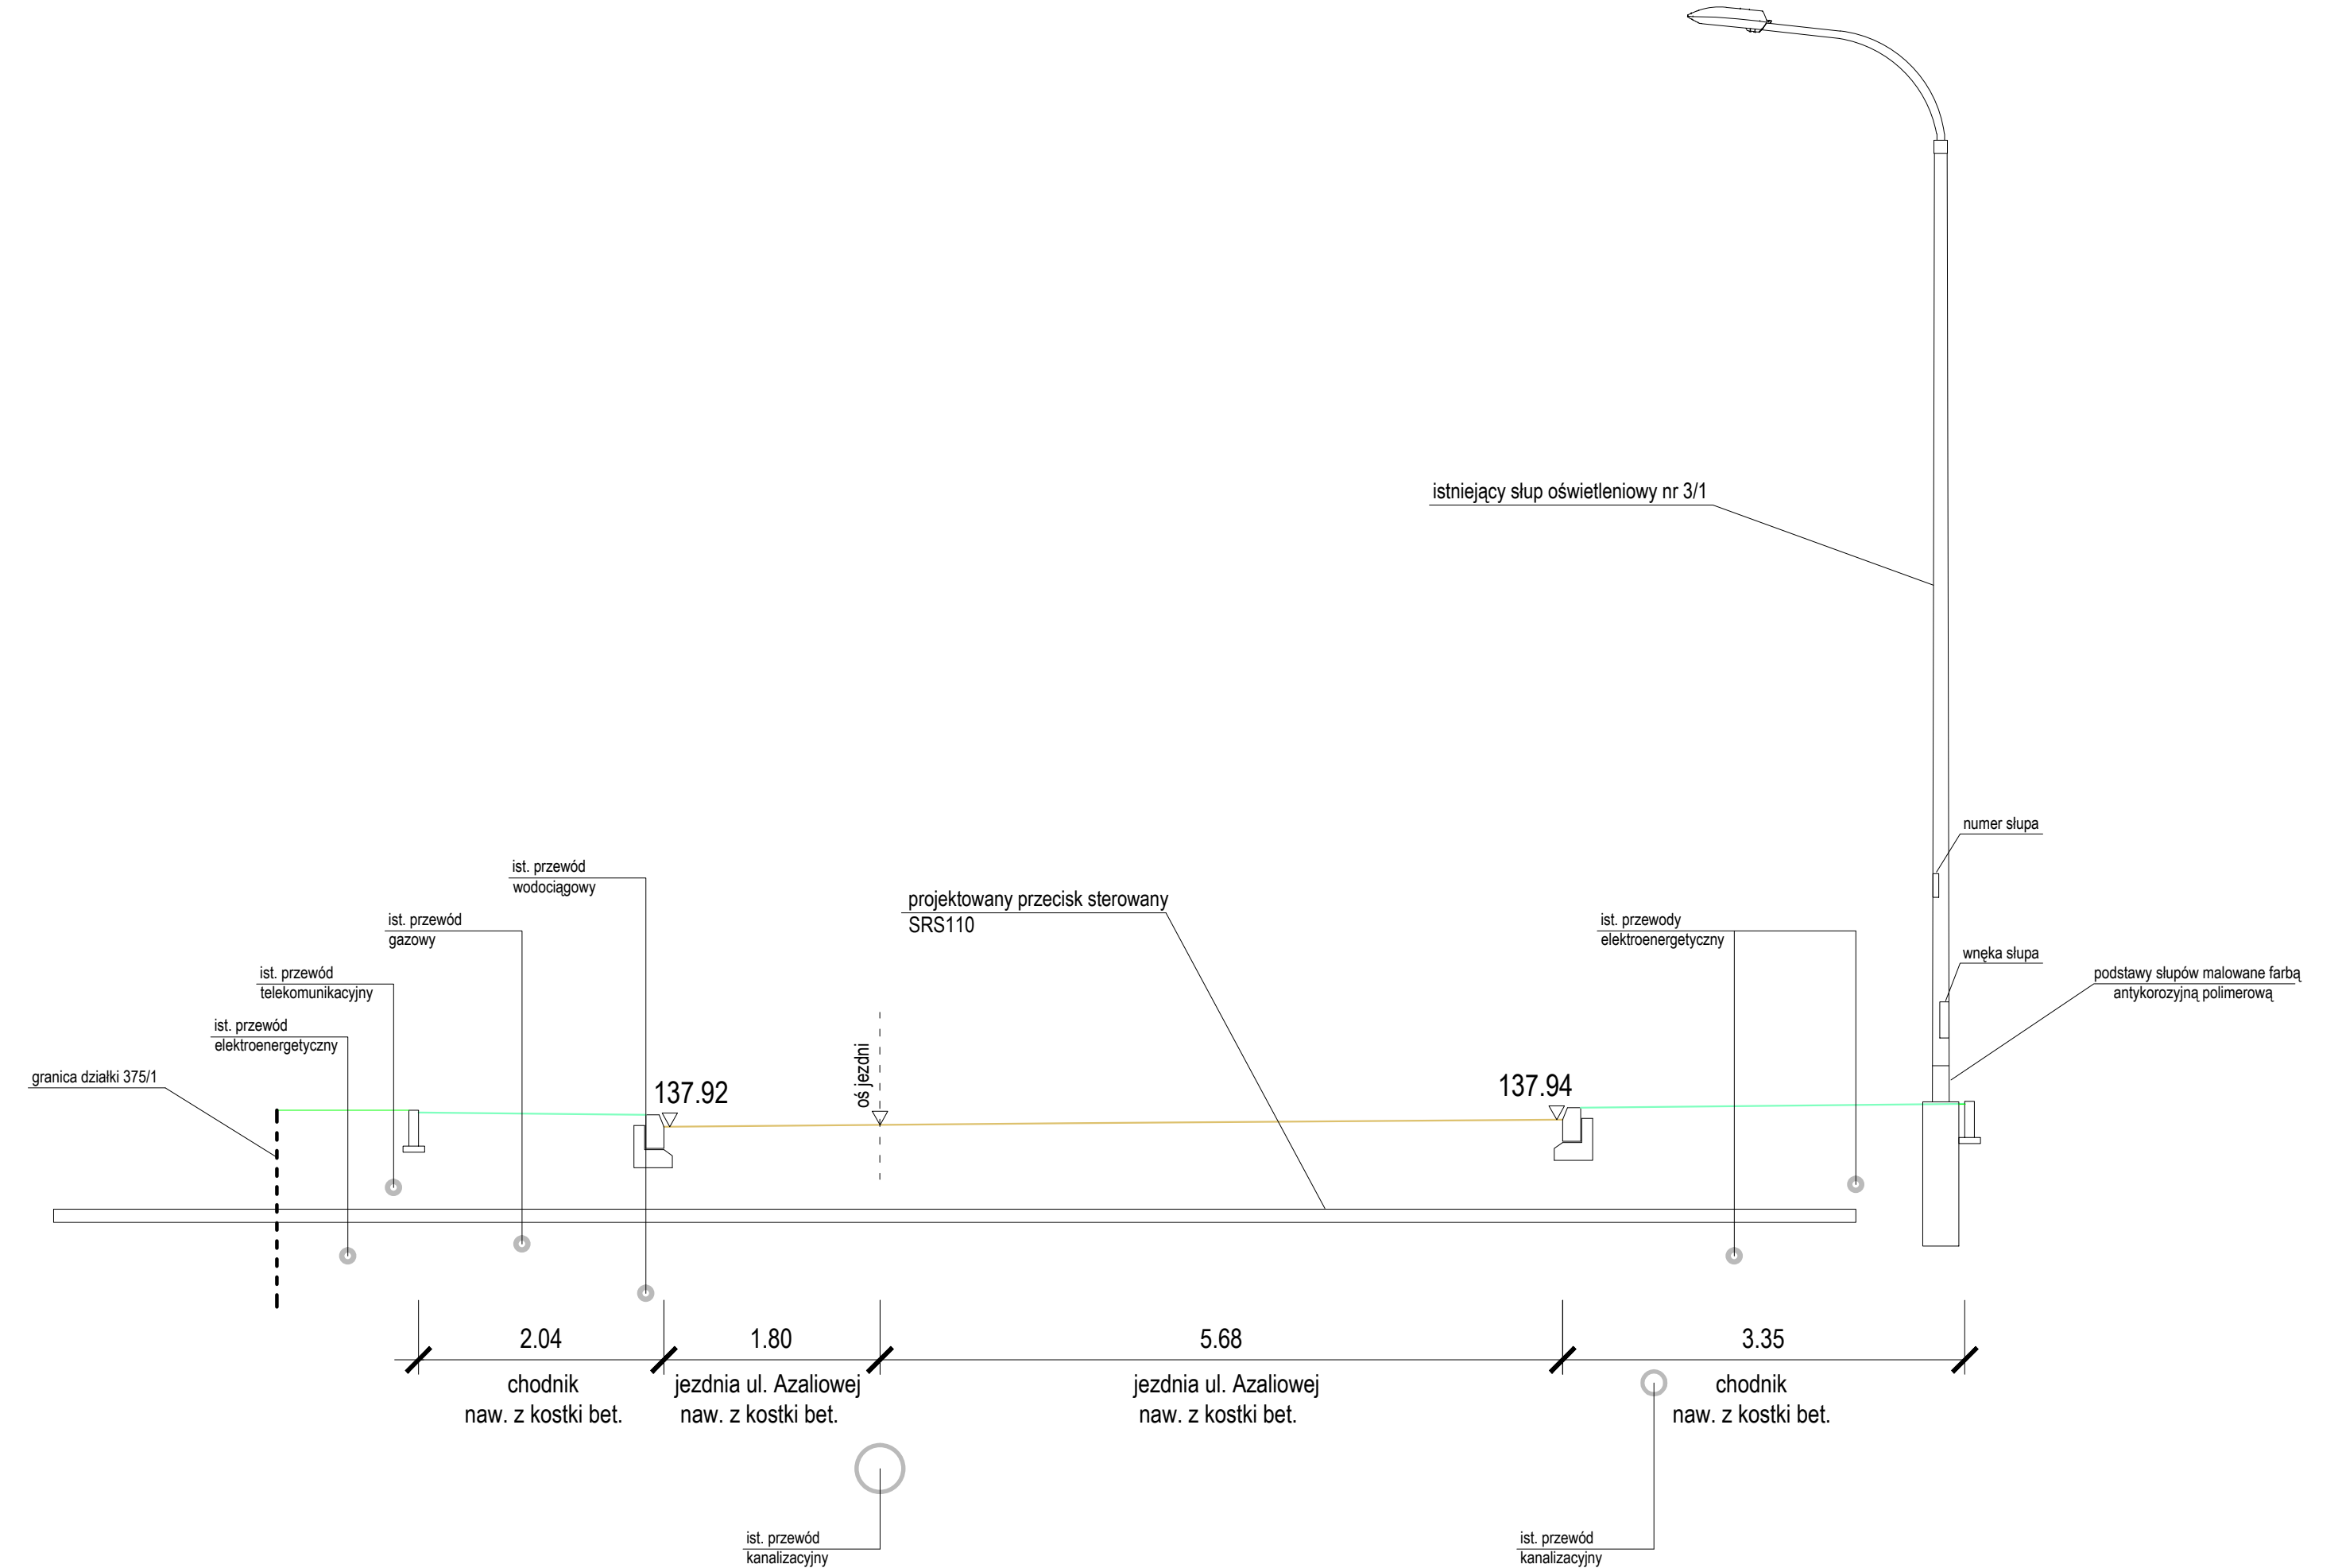 istniejący słup oświetleniowy nr 3/1
numer słupa
ist. przewód
wodociągowy
projektowany przecisk sterowany
SRS110
ist. przewód
gazowy
ist. przewody
elektroenergetyczny
wnęka słupa
ist. przewód
telekomunikacyjny
podstawy słupów malowane farbą
antykorozyjną polimerową
ist. przewód
elektroenergetyczny
oś jezdni
granica działki 375/1
137.92
137.94
2.04
1.80
5.68
3.35
chodnik
naw. z kostki bet.
jezdnia ul. Azaliowej
naw. z kostki bet.
jezdnia ul. Azaliowej
naw. z kostki bet.
chodnik
naw. z kostki bet.
ist. przewód
kanalizacyjny
ist. przewód
kanalizacyjny